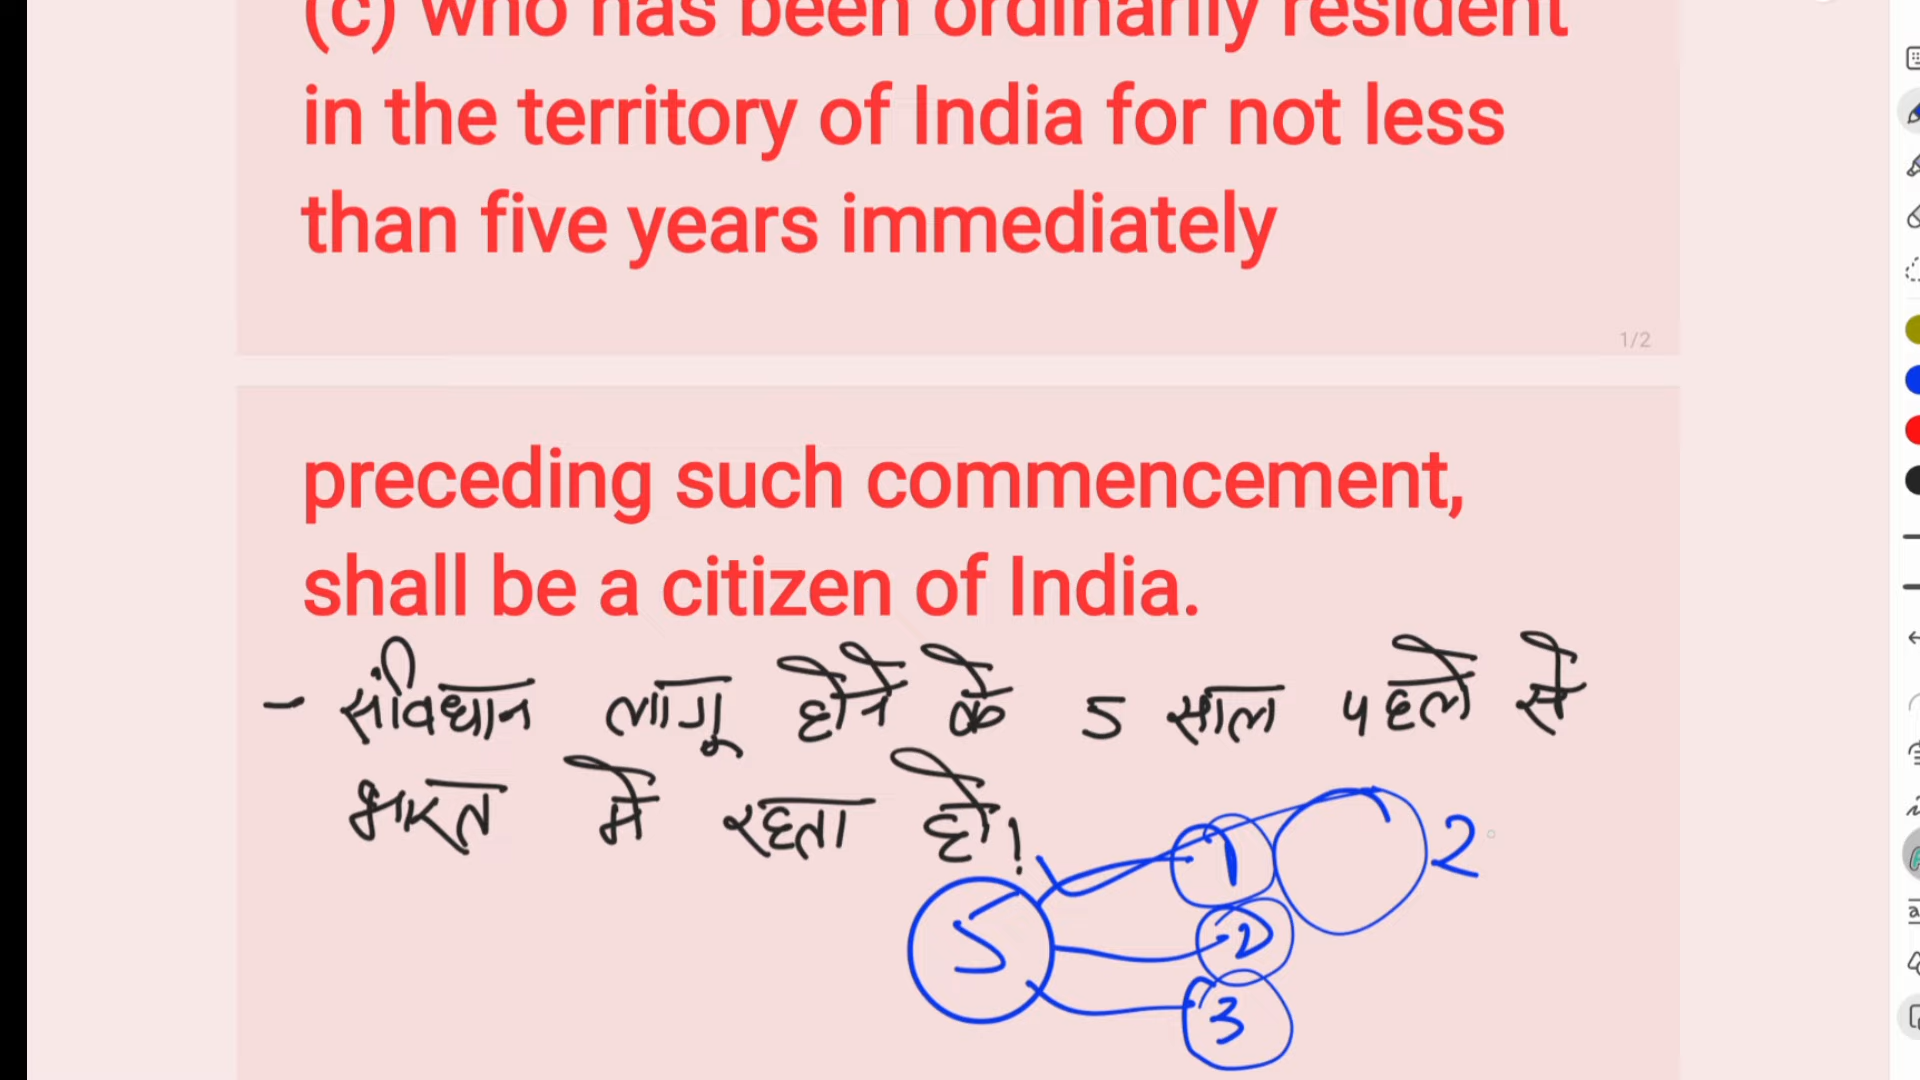 (c) who has been ordinarily resident
in the territory of India for not less
than five years immediately
1/2
preceding such commencement,
shall be a citizen of India.
- संविधान लागू होने के 5 साल पहले से
भारत में रहता हो।
5
1
2
2
3